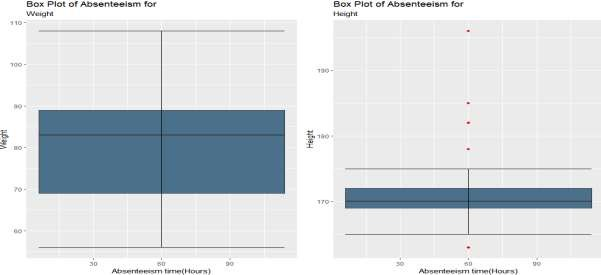 Box Plot of Absenteeism for
Weight
110
100
90
80
70
60
Weight
30
60
90
Absenteeism time(Hours)
Box Plot of Absenteeism for
Height
190
180
170
Height
30
60
90
Absenteeism time(Hours)